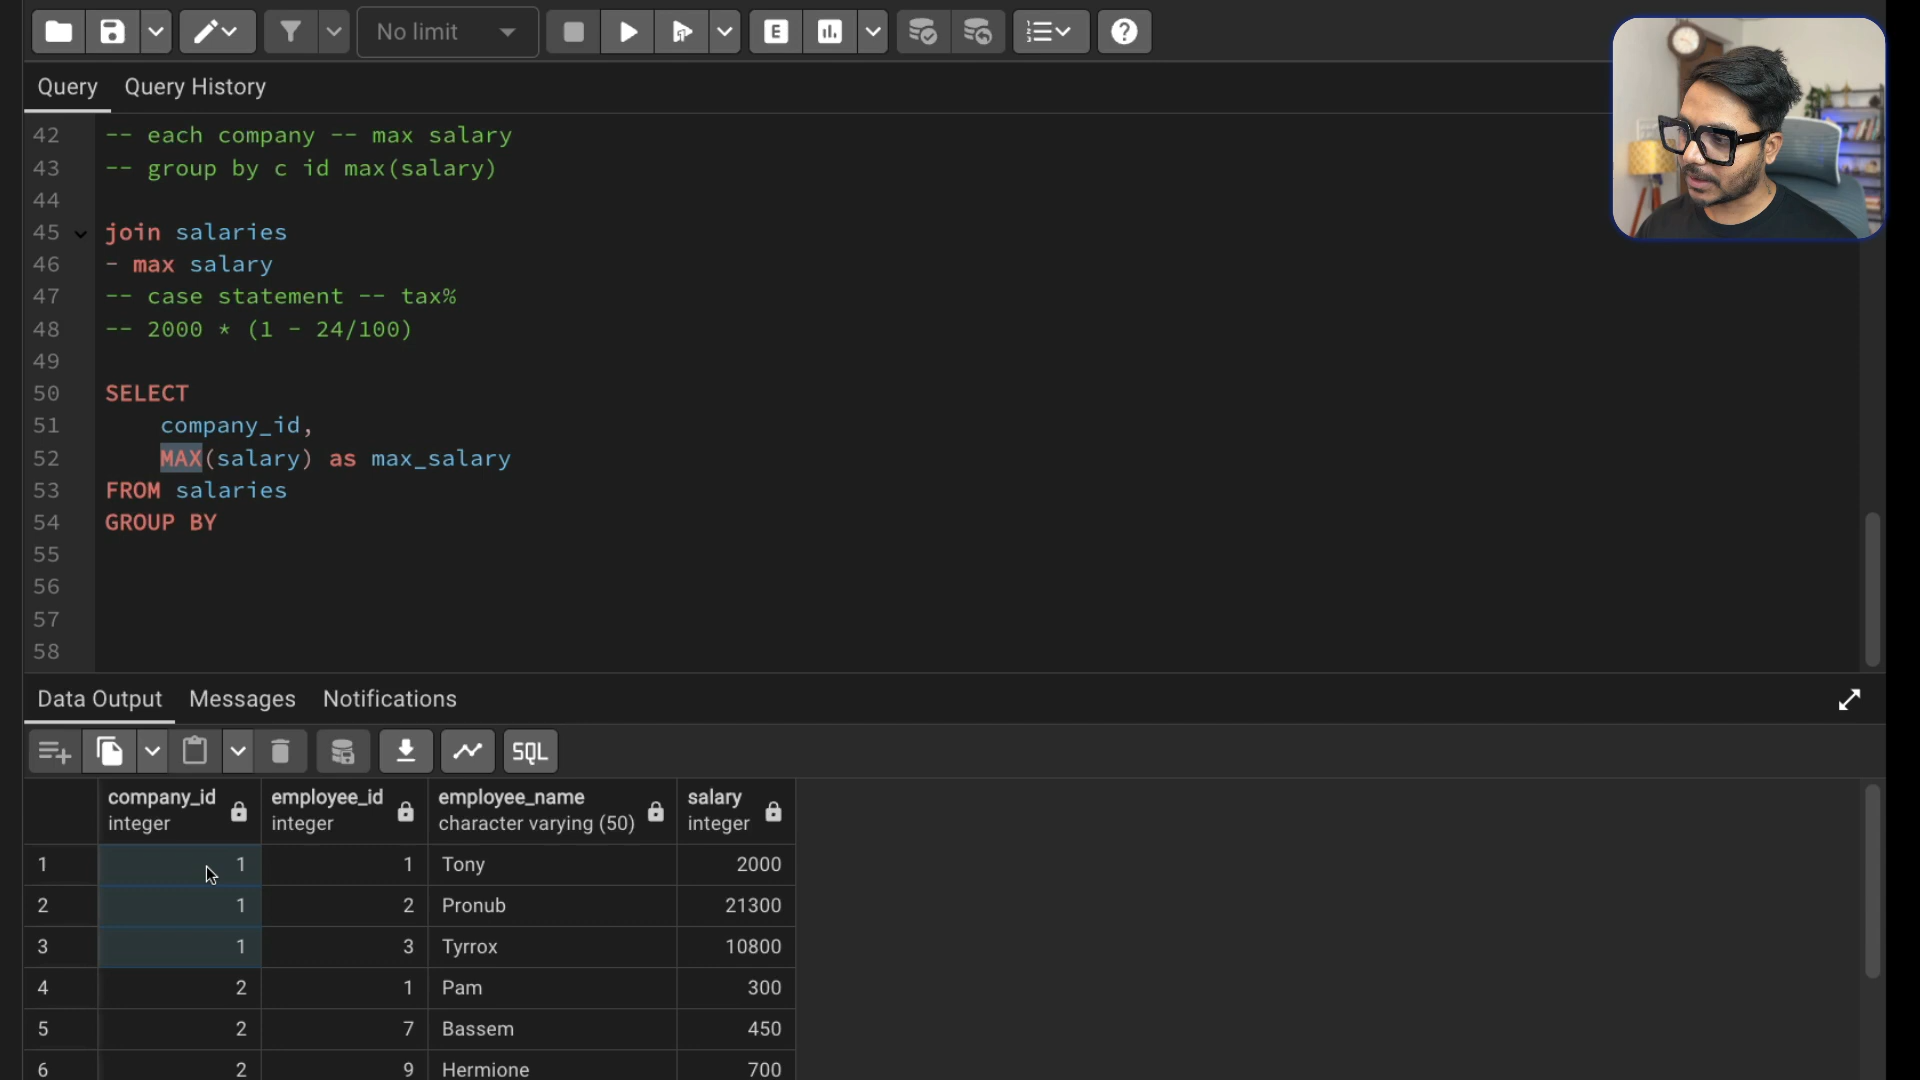 No limit
E
Query Query History
42 -- each company -- max salary
43 -- group by c id max(salary)
44
45 join salaries
46 - max salary
47 -- case statement -- tax%
48 -- 2000 * (1 - 24/100)
49
50 SELECT
51 company_id,
52 MAX(salary) as max_salary
53 FROM salaries
54 GROUP BY
55
56
57
58
Data Output Messages Notifications
SQL
company_id employee_id employee_name salary
integer integer character varying (50) integer
1 1 1 Tony 2000
2 1 2 Pronub 21300
3 1 3 Tyrrox 10800
4 2 1 Pam 300
5 2 7 Bassem 450
6 2 9 Hermione 700